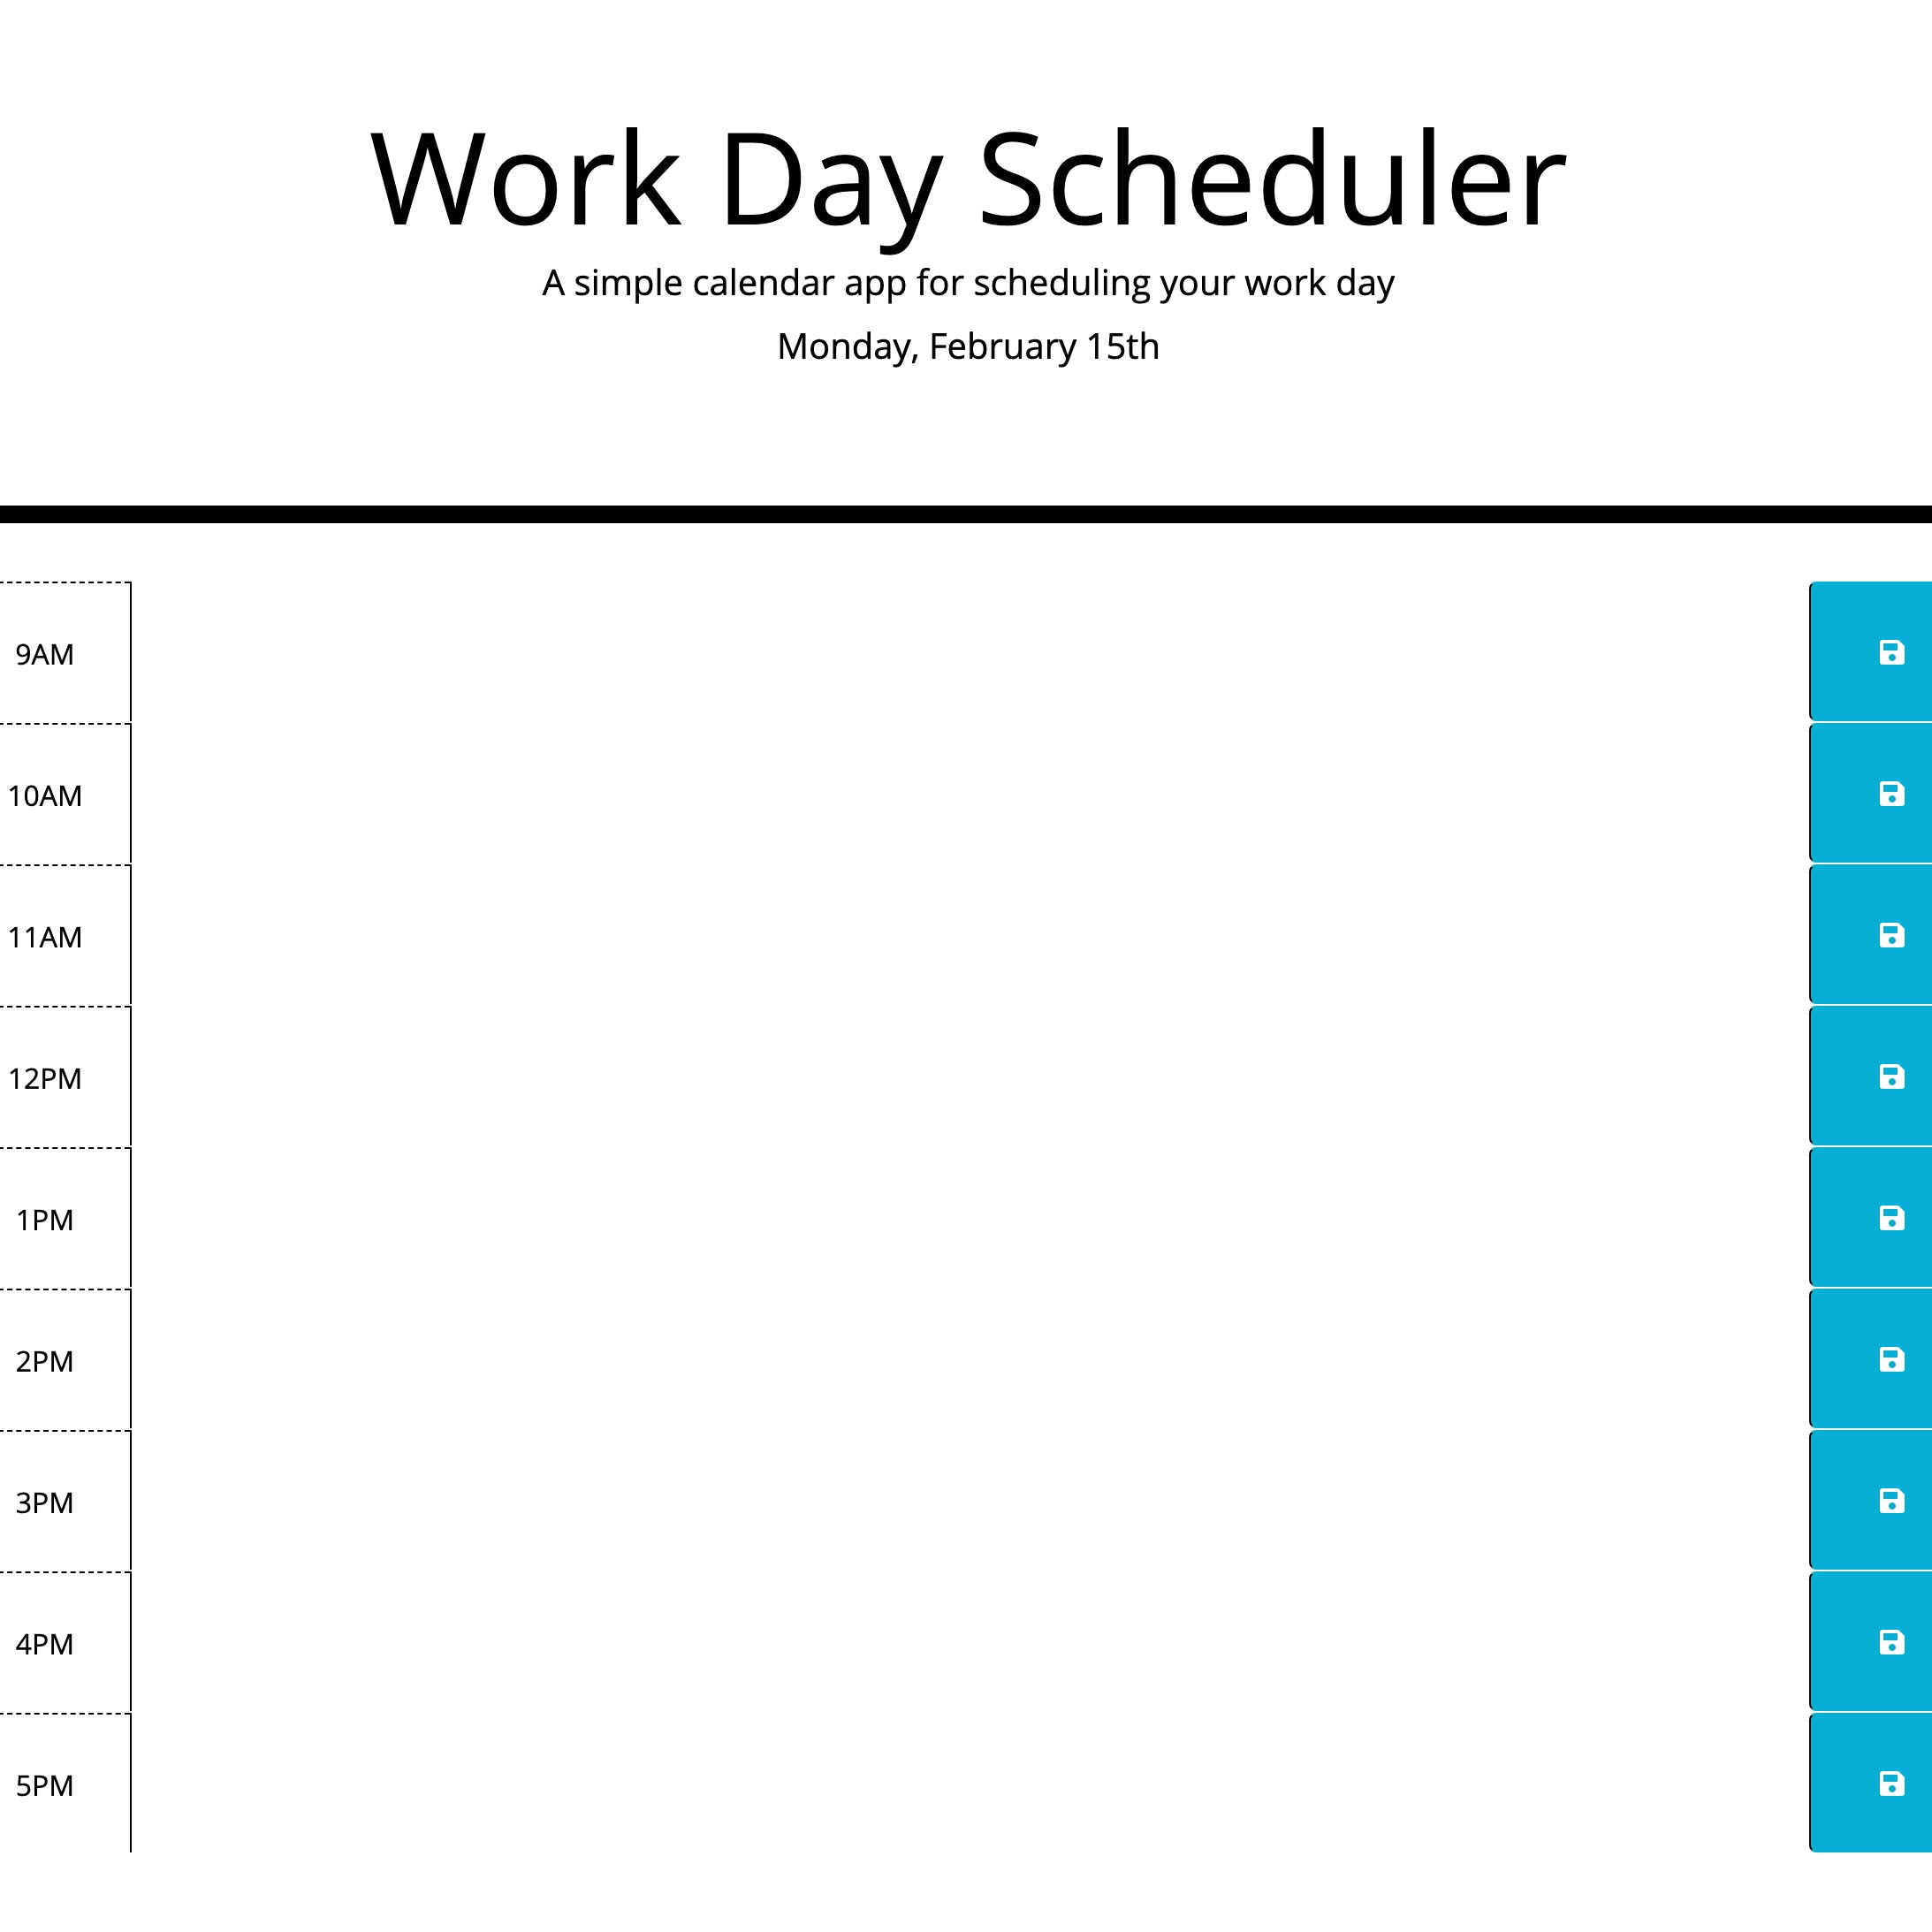 Work Day Scheduler
A simple calendar app for scheduling your work day
Monday, February 15th
9AM
10AM
11AM
12PM
1PM
2PM
3PM
4PM
5PM